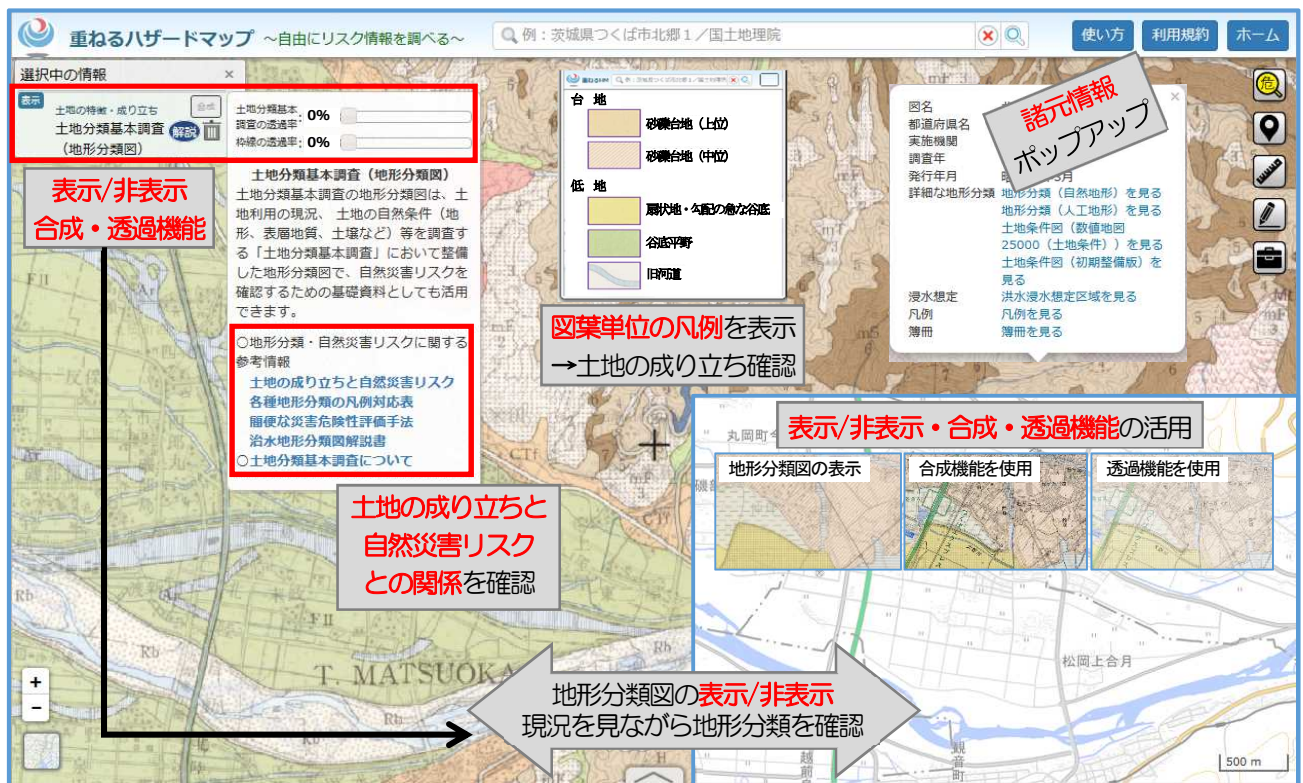 重ねるハザードマップ ～自由にリスク情報を調べる～
例：茨城県つくば市北郷１／国土地理院
使い方
利用規約
ホーム
選択中の情報
×
表示
土地の特徴・成り立ち
合成
土地分類基本調査
（地形分類図）
解説
土地分類基本
調査の透過率: 0%
枠線の透過率: 0%
表示/非表示
合成・透過機能
土地分類基本調査（地形分類図）
土地分類基本調査の地形分類図は、土
地利用の現況、 土地の自然条件（地
形、表層地質、土壌など）等を調査す
る「土地分類基本調査」において整備
した地形分類図で、自然災害リスクを
確認するための基礎資料としても活用
できます。
○地形分類・自然災害リスクに関する
参考情報
土地の成り立ちと自然災害リスク
各種地形分類の凡例対応表
簡便な災害危険性評価手法
治水地形分類図解説書
○土地分類基本調査について
土地の成り立ちと
自然災害リスク
との関係を確認
台 地
砂礫台地（上位）
砂礫台地（中位）
低 地
扇状地・勾配の急な谷底
谷底平野
旧河道
図葉単位の凡例を表示
→土地の成り立ち確認
諸元情報
ポップアップ
×
図名
都道府県名
実施機関
調査年
発行年月
詳細な地形分類
地形分類（自然地形）を見る
地形分類（人工地形）を見る
土地条件図（数値地図
25000（土地条件））を見る
土地条件図（初期整備版）を
見る
浸水想定 洪水浸水想定区域を見る
凡例 凡例を見る
簿冊 簿冊を見る
危
表示/非表示・合成・透過機能の活用
地形分類図の表示
合成機能を使用
透過機能を使用
丸岡町
松岡上合月
観音町
越前
500 m
地形分類図の表示/非表示
現況を見ながら地形分類を確認
T. MATSUOKA
FII
FII
Ar
Rb
Rb
Rb
Rb
CTf
mF
+
-